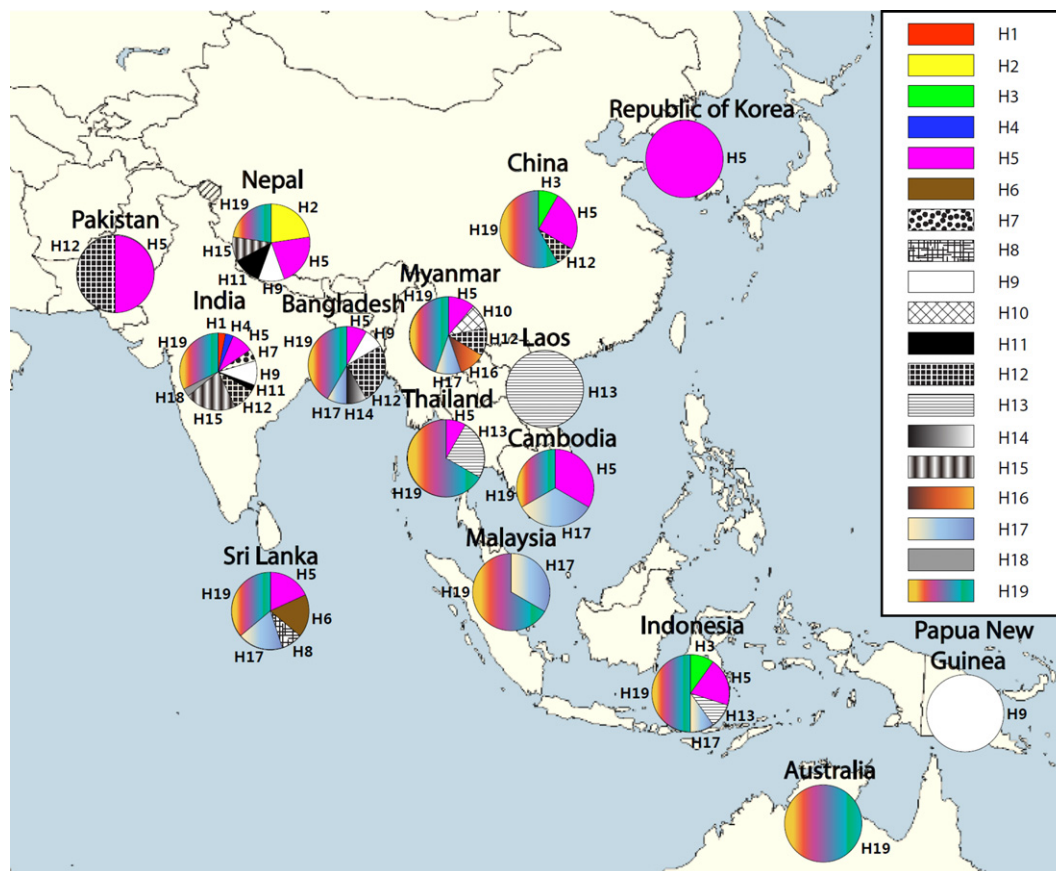 Republic of Korea
H5
China
H3
H5
H19
H12
Nepal
H19
H2
H15
H5
H11
H9
Pakistan
H12
H5
Myanmar
H19
H5
H10
H12
H16
H17
India
H1
H4
H5
H7
H19
H9
H11
H18
H12
H15
Bangladesh
H5
H9
H19
H12
H17
H14
Laos
H13
Thailand
H5
H13
H19
Cambodia
H5
H19
H17
Malaysia
H17
H19
Sri Lanka
H5
H19
H6
H8
H17
Indonesia
H3
H5
H19
H13
H17
Papua New
Guinea
H9
Australia
H19
H1
H2
H3
H4
H5
H6
H7
H8
H9
H10
H11
H12
H13
H14
H15
H16
H17
H18
H19